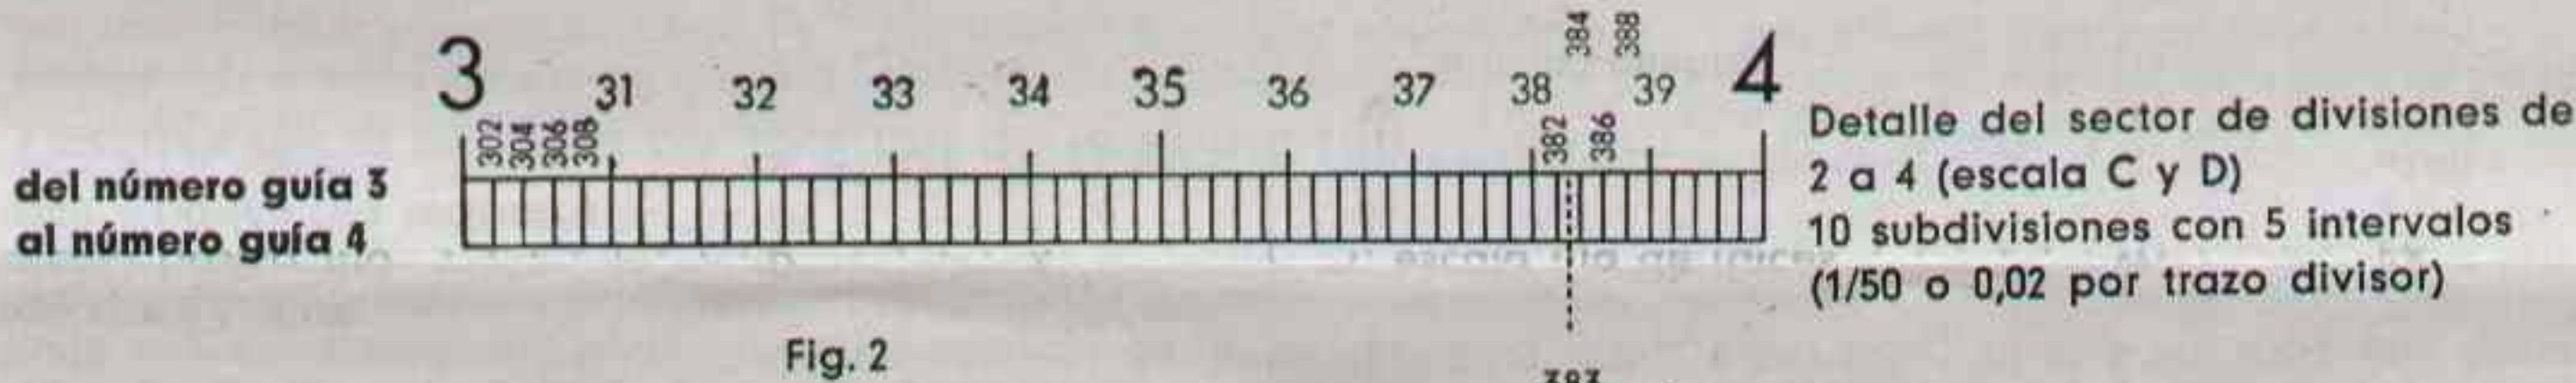 384 388
3 31 32 33 34 35 36 37 38 39 4
302 304 306 308 382 386
del número guía 3
al número guía 4
Detalle del sector de divisiones de
2 a 4 (escala C y D)
10 subdivisiones con 5 intervalos
(1/50 o 0,02 por trazo divisor)
Fig. 2
383